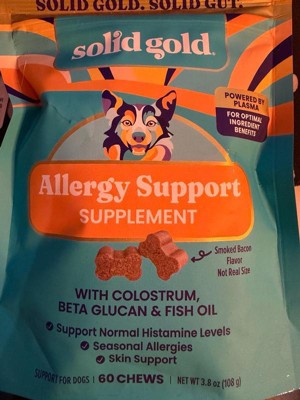 SOLID GOLD. SOLID GUT.
solid gold®
POWERED BY
PLASMA
FOR OPTIMAL
INGREDIENT
BENEFITS
Allergy Support
SUPPLEMENT
Smoked Bacon
Flavor
Not Real Size
WITH COLOSTRUM,
BETA GLUCAN & FISH OIL
Support Normal Histamine Levels
Seasonal Allergies
Skin Support
SUPPORT FOR DOGS | 60 CHEWS | NET WT 3.8 oz (108 g)